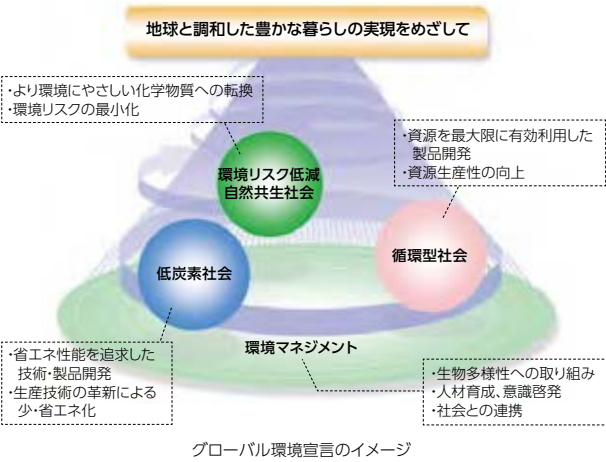 地球と調和した豊かな暮らしの実現をめざして
・より環境にやさしい化学物質への転換
・環境リスクの最小化
・資源を最大限に有効利用した
製品開発
・資源生産性の向上
環境リスク低減
自然共生社会
循環型社会
低炭素社会
環境マネジメント
・省エネ性能を追求した
技術・製品開発
・生産技術の革新による
少・省エネ化
・生物多様性への取り組み
・人材育成、意識啓発
・社会との連携
グローバル環境宣言のイメージ